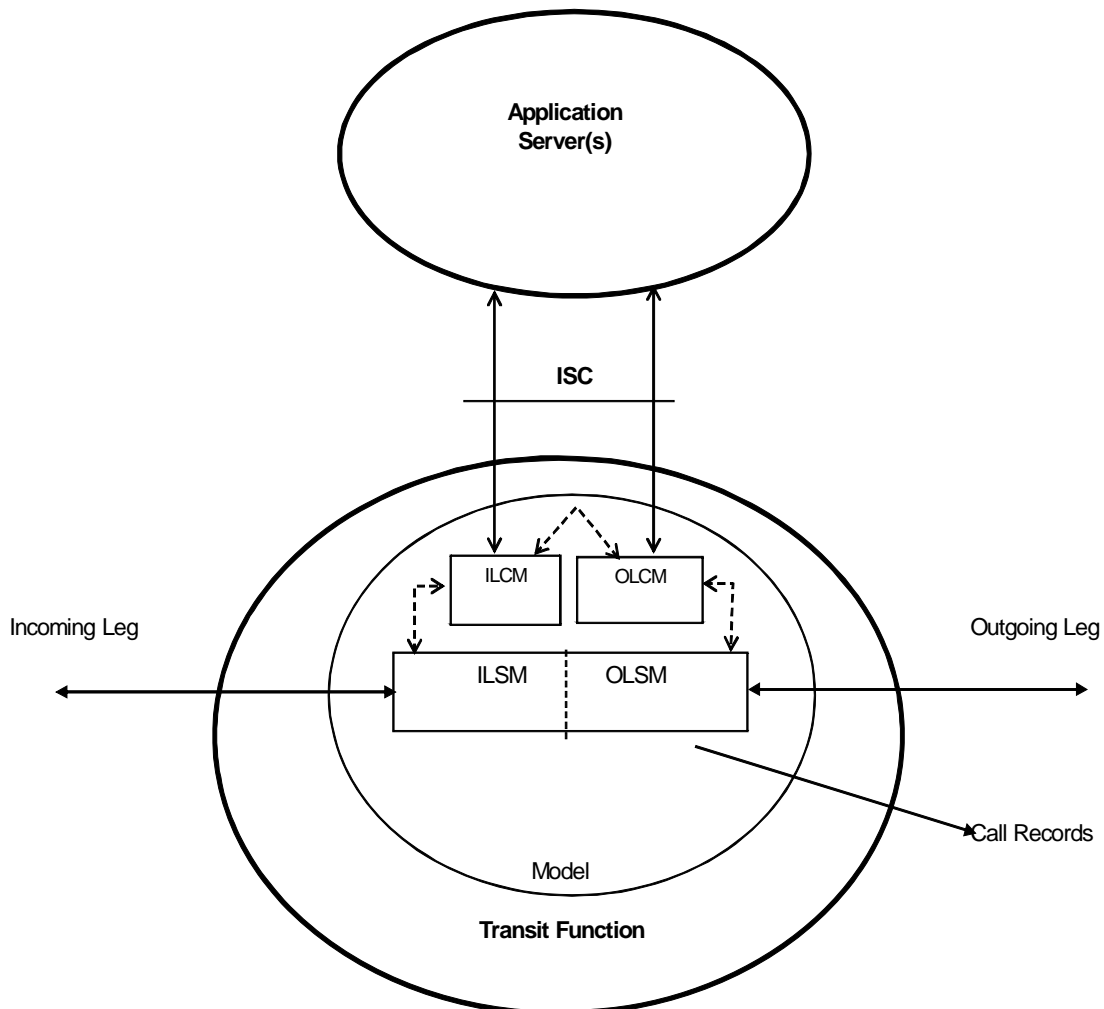 Application
Server(s)
ISC
ILCM
OLCM
Incoming Leg
Outgoing Leg
ILSM
OLSM
Call Records
Model
Transit Function